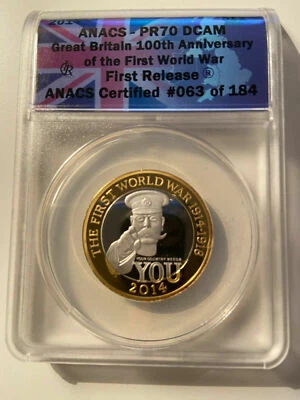 ANACS - PR70 DCAM
Great Britain 100th Anniversary
of the First World War
First Release ®
ANACS Certified #063 of 184
THE FIRST WORLD WAR 1914-1918
YOUR COUNTRY NEEDS
YOU
2014